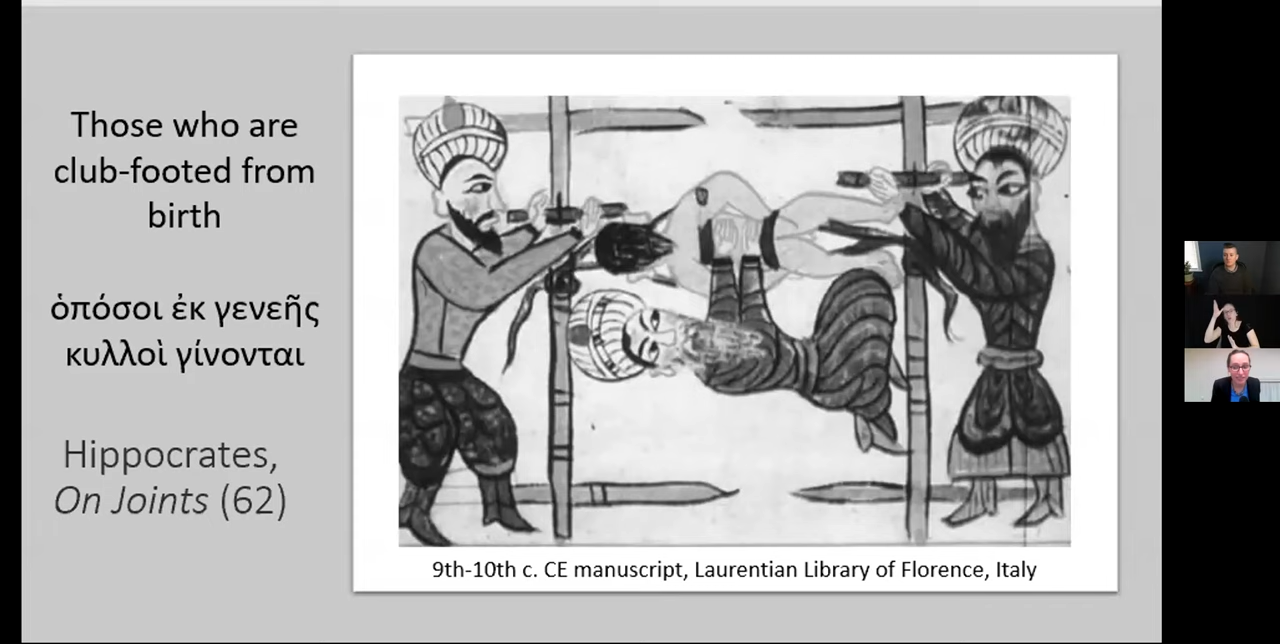 Those who are
club-footed from
birth
ὁπόσοι ἐκ γενεῆς
κυλλοὶ γίνονται
Hippocrates,
On Joints (62)
9th-10th c. CE manuscript, Laurentian Library of Florence, Italy